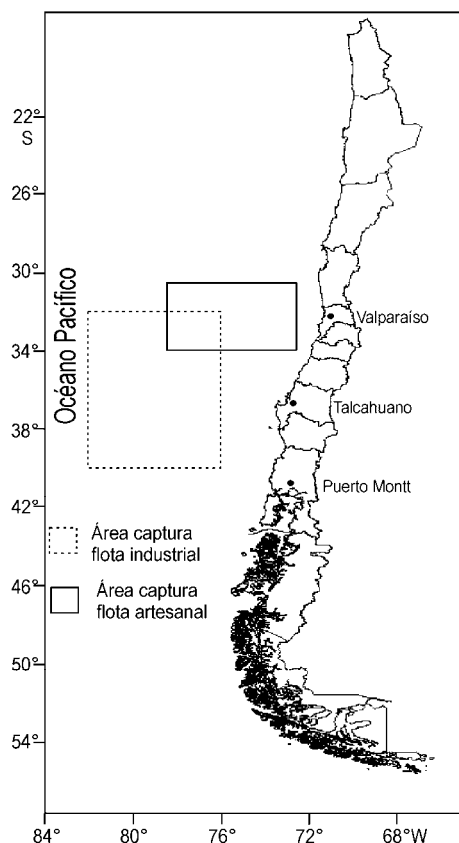 22°
S
26°
30°
34°
38°
42°
46°
50°
54°
Océano Pacífico
Valparaíso
Talcahuano
Puerto Montt
Área captura
flota industrial
Área captura
flota artesanal
84°
80°
76°
72°
68°W